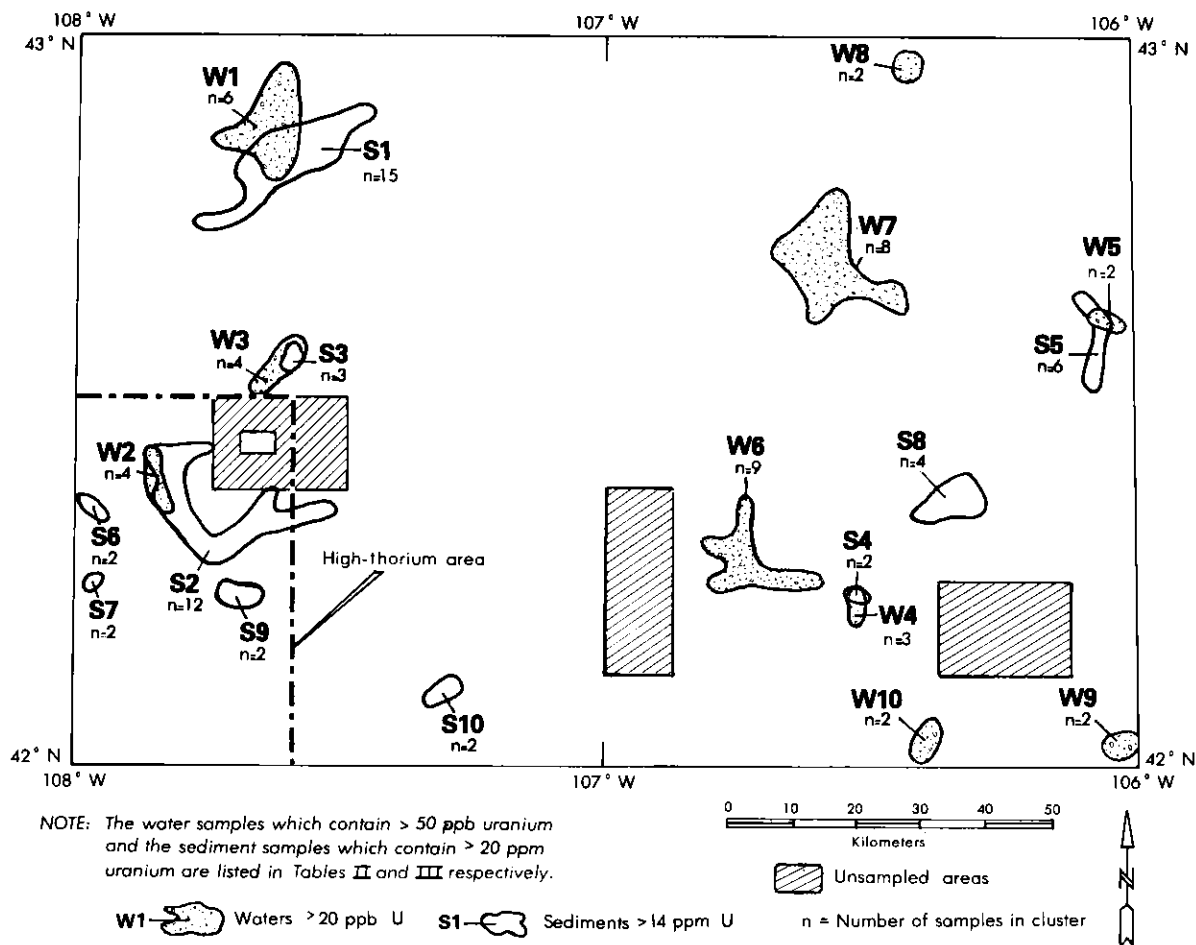 108° W
107° W
106° W
43° N
43° N
W1
n=6
S1
n=15
W8
n=2
W7
n=8
W5
n=2
S5
n=6
W3
n=4
S3
n=3
W2
n=4
S6
n=2
S7
n=2
S2
n=12
S9
n=2
High-thorium area
S10
n=2
W6
n=9
S8
n=4
S4
n=2
W4
n=3
W10
n=2
W9
n=2
42° N
42° N
108° W
107° W
106° W
NOTE: The water samples which contain > 50 ppb uranium
and the sediment samples which contain > 20 ppm
uranium are listed in Tables II and III respectively.
0 10 20 30 40 50
Kilometers
Unsampled areas
N
W1 Waters >20 ppb U
S1 Sediments >14 ppm U
n = Number of samples in cluster